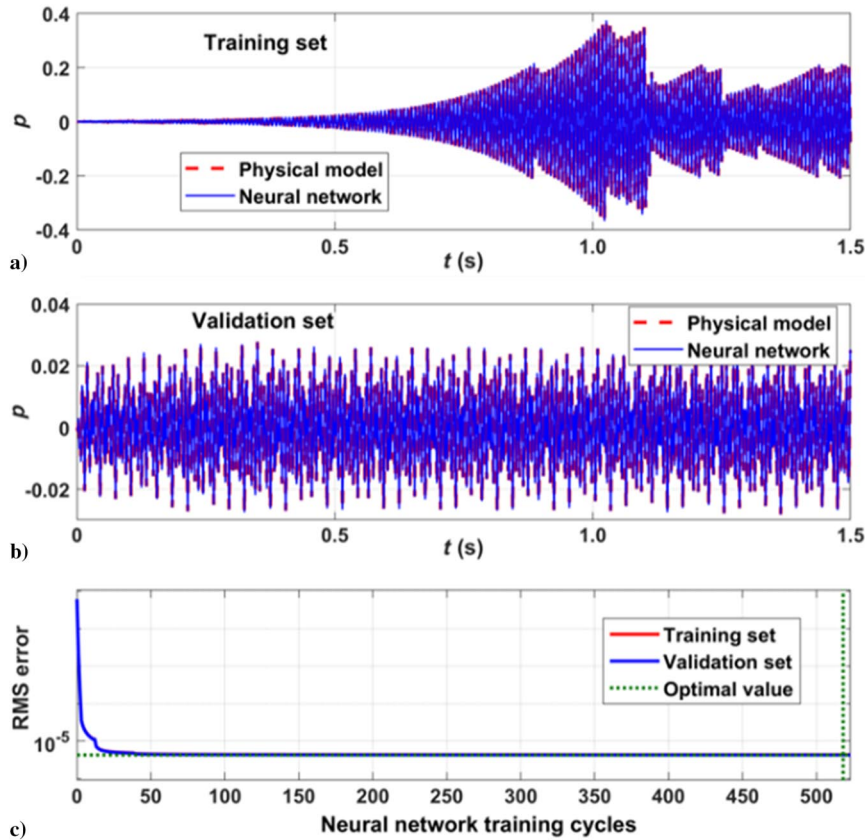 0.4
Training set
0.2
p
0
Physical model
-0.2
Neural network
-0.4
0
0.5
1.0
1.5
a)
t (s)
0.04
Validation set
Physical model
Neural network
0.02
p
0
-0.02
0
0.5
1.0
1.5
b)
t (s)
RMS error
Training set
Validation set
Optimal value
10-5
0 50 100 150 200 250 300 350 400 450 500
c)
Neural network training cycles